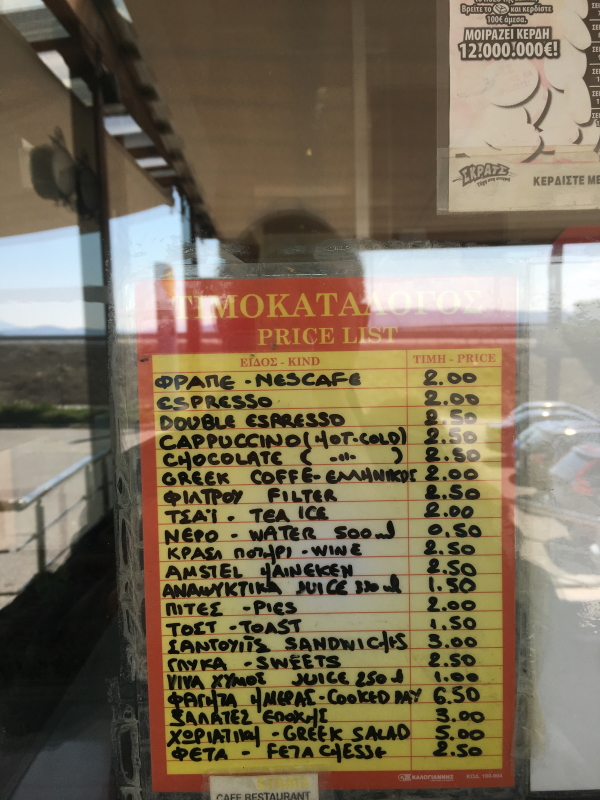 Βρείτε το και κερδίστε
100€ άμεσα.
ΜΟΙΡΑΖΕΙ ΚΕΡΔΗ
12.000.000€!
ΣΚΡΑΤΣ
ΚΕΡΔΙΣΤΕ ΜΕ
ΤΙΜΟΚΑΤΑΛΟΓΟΣ
PRICE LIST
ΕΙΔΟΣ - KIND ΤΙΜΗ - PRICE
ΦΡΑΠΕ - NESCAFE 2.00
ESPRESSO 2.00
DOUBLE ESPRESSO 2.50
CAPPUCCINO (HOT-COLD) 2.50
CHOCOLATE ( -〃- ) 2.50
GREEK COFFE - ΕΛΛΗΝΙΚΟΣ 2.00
ΦΙΛΤΡΟΥ FILTER 2.50
ΤΣΑΪ - TEA ICE 2.00
ΝΕΡΟ - WATER 500ml 0.50
ΚΡΑΣΙ ΠΟΤΗΡΙ - WINE 2.50
AMSTEL HAINEKEN 2.50
ΑΝΑΨΥΚΤΙΚΑ JUICE 330ml 1.50
ΠΙΤΕΣ - PIES 2.00
ΤΟΣΤ - TOAST 1.50
ΣΑΝΤΟΥΙΤΣ SANDWICHS 3.00
ΓΛΥΚΑ - SWEETS 2.50
VIVA ΧΥΜΟΣ JUICE 250ml 1.00
ΦΑΓΗΤΑ ΗΜΕΡΑΣ - COOKED DAY 6.50
ΣΑΛΑΤΕΣ ΕΠΟΧΗΣ 3.00
ΧΩΡΙΑΤΙΚΗ - GREEK SALAD 5.00
ΦΕΤΑ - FETA CHESSE 2.50
ΚΑΛΟΓΙΑΝΝΗΣ
CAFE RESTAURANT